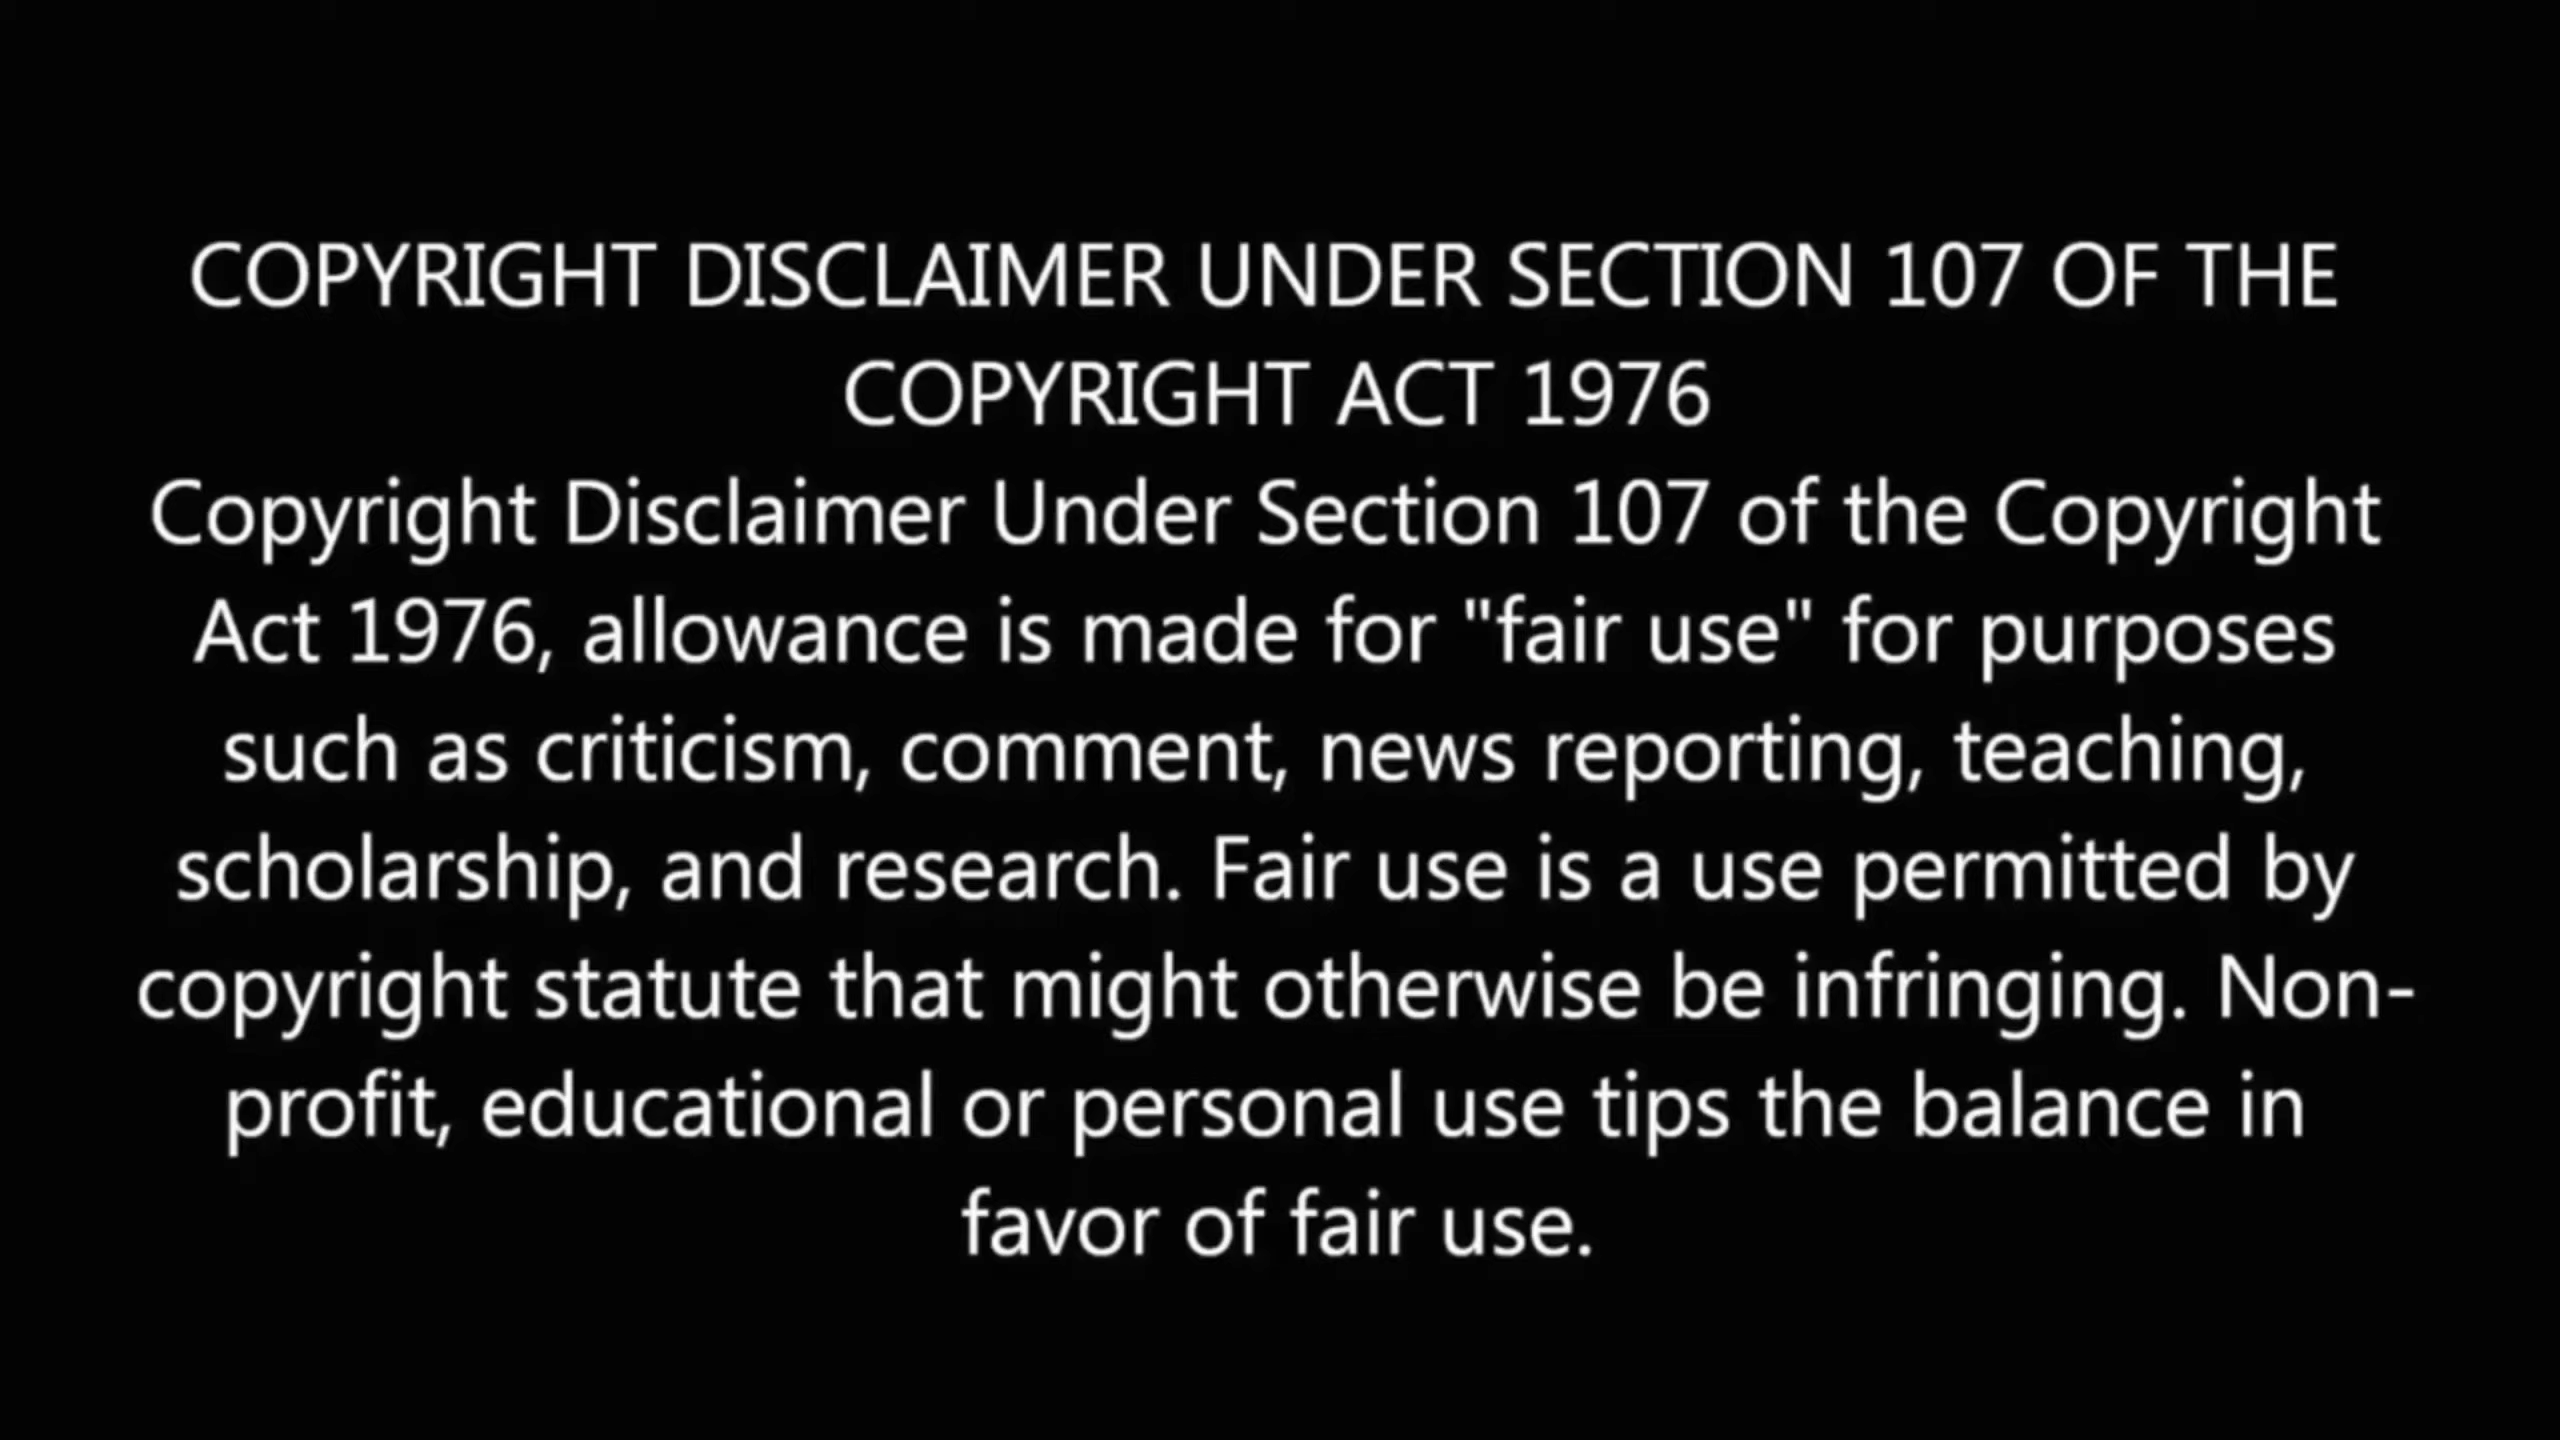 COPYRIGHT DISCLAIMER UNDER SECTION 107 OF THE
COPYRIGHT ACT 1976
Copyright Disclaimer Under Section 107 of the Copyright
Act 1976, allowance is made for "fair use" for purposes
such as criticism, comment, news reporting, teaching,
scholarship, and research. Fair use is a use permitted by
copyright statute that might otherwise be infringing. Non-
profit, educational or personal use tips the balance in
favor of fair use.